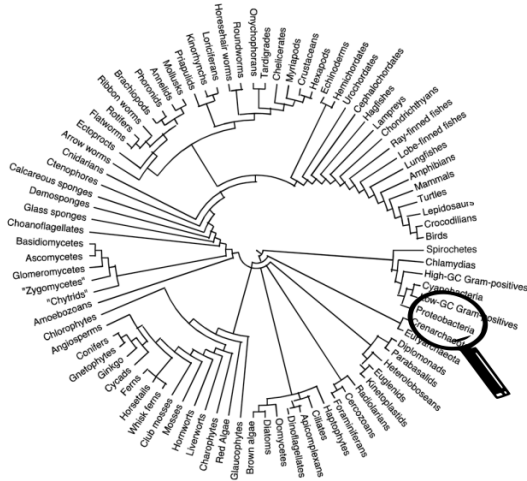 Arrow worms
Ectoprocts
Flatworms
Rotifers
Ribbon worms
Brachiopods
Phoronids
Annelids
Mollusks
Priapulids
Kinorhynchs
Loriciferans
Horesehair worms
Roundworms
Onychophorans
Tardigrades
Chelicerates
Myriapods
Crustaceans
Hexapods
Echinoderms
Hemichordates
Urochordates
Cephalochordates
Hagfishes
Lampreys
Chondrichthyans
Ray-finned fishes
Lobe-finned fishes
Lungfishes
Amphibians
Mammals
Turtles
Lepidosaurs
Crocodilians
Birds
Spirochetes
Chlamydias
High-GC Gram-positives
Cyanobacteria
Low-GC Gram-positives
Proteobacteria
Crenarchaeota
Euryarchaeota
Diplomonads
Parabasalids
Heteroloboseans
Euglenids
Kinetoplastids
Radiolarians
Cercozoans
Foraminiferans
Haptophytes
Ciliates
Apicomplexans
Dinoflagellates
Oomycetes
Diatoms
Brown algae
Glaucophytes
Red Algae
Charophytes
Liverworts
Hornworts
Mosses
Club mosses
Whisk ferns
Horsetails
Ferns
Cycads
Ginkgo
Gnetophytes
Conifers
Angiosperms
Chlorophytes
Amoebozoans
"Chytrids"
"Zygomycetes"
Glomeromycetes
Ascomycetes
Basidiomycetes
Choanoflagellates
Glass sponges
Demosponges
Calcareous sponges
Ctenophores
Cnidarians